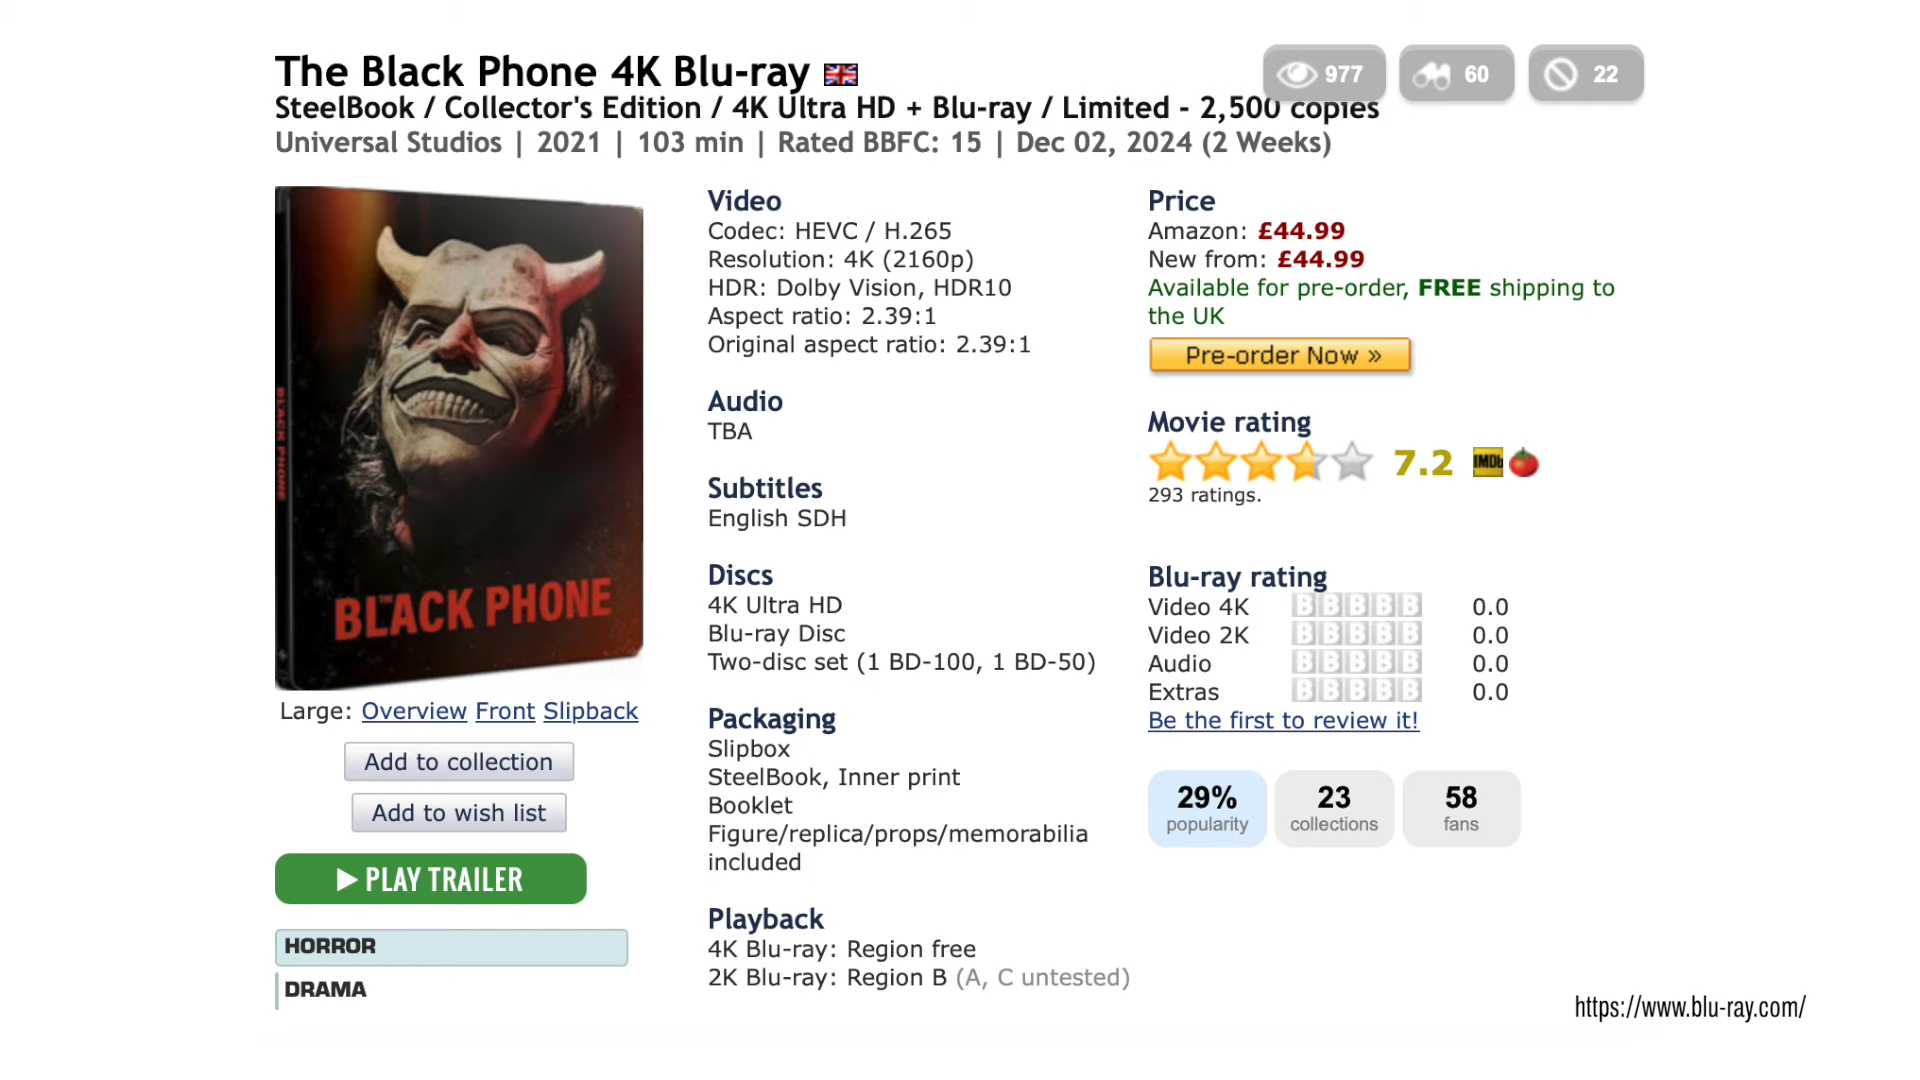 The Black Phone 4K Blu-ray
977
60
22
SteelBook / Collector's Edition / 4K Ultra HD + Blu-ray / Limited - 2,500 copies
Universal Studios | 2021 | 103 min | Rated BBFC: 15 | Dec 02, 2024 (2 Weeks)
BLACK PHONE
THE
BLACK PHONE
Large: Overview Front Slipback
Add to collection
Add to wish list
▶ PLAY TRAILER
HORROR
DRAMA
Video
Codec: HEVC / H.265
Resolution: 4K (2160p)
HDR: Dolby Vision, HDR10
Aspect ratio: 2.39:1
Original aspect ratio: 2.39:1
Audio
TBA
Subtitles
English SDH
Discs
4K Ultra HD
Blu-ray Disc
Two-disc set (1 BD-100, 1 BD-50)
Packaging
Slipbox
SteelBook, Inner print
Booklet
Figure/replica/props/memorabilia
included
Playback
4K Blu-ray: Region free
2K Blu-ray: Region B (A, C untested)
Price
Amazon: £44.99
New from: £44.99
Available for pre-order, FREE shipping to
the UK
Pre-order Now »
Movie rating
7.2 IMDb
293 ratings.
Blu-ray rating
Video 4K BBBBB 0.0
Video 2K BBBBB 0.0
Audio BBBBB 0.0
Extras BBBBB 0.0
Be the first to review it!
29%
popularity
23
collections
58
fans
https://www.blu-ray.com/